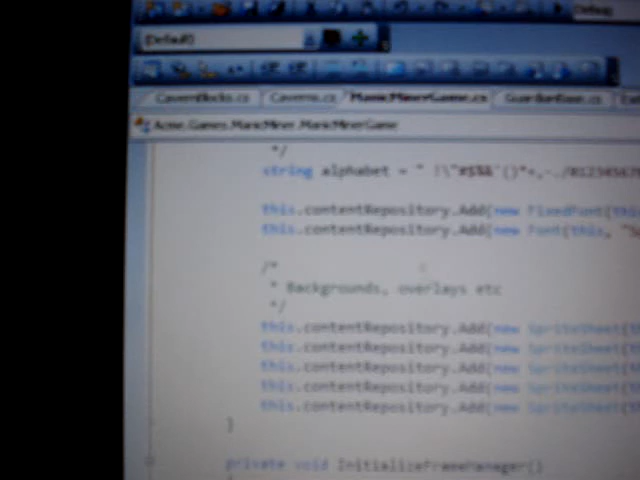 Debug
(Default)
CavernBlocks.cs Caverns.cs ManicMinerGame.cs GuardianBase.cs
Acme.Games.ManicMiner.ManicMinerGame
*/
string alphabet = " !\"#$%&'()*+,-./01234567
this.contentRepository.Add(new FixedFont(this
this.contentRepository.Add(new Font(this, "S
/*
* Backgrounds, overlays etc
*/
this.contentRepository.Add(new SpriteSheet(t
this.contentRepository.Add(new SpriteSheet(t
this.contentRepository.Add(new SpriteSheet(t
this.contentRepository.Add(new SpriteSheet(t
this.contentRepository.Add(new SpriteSheet(t
}
private void InitializeFrameManager()